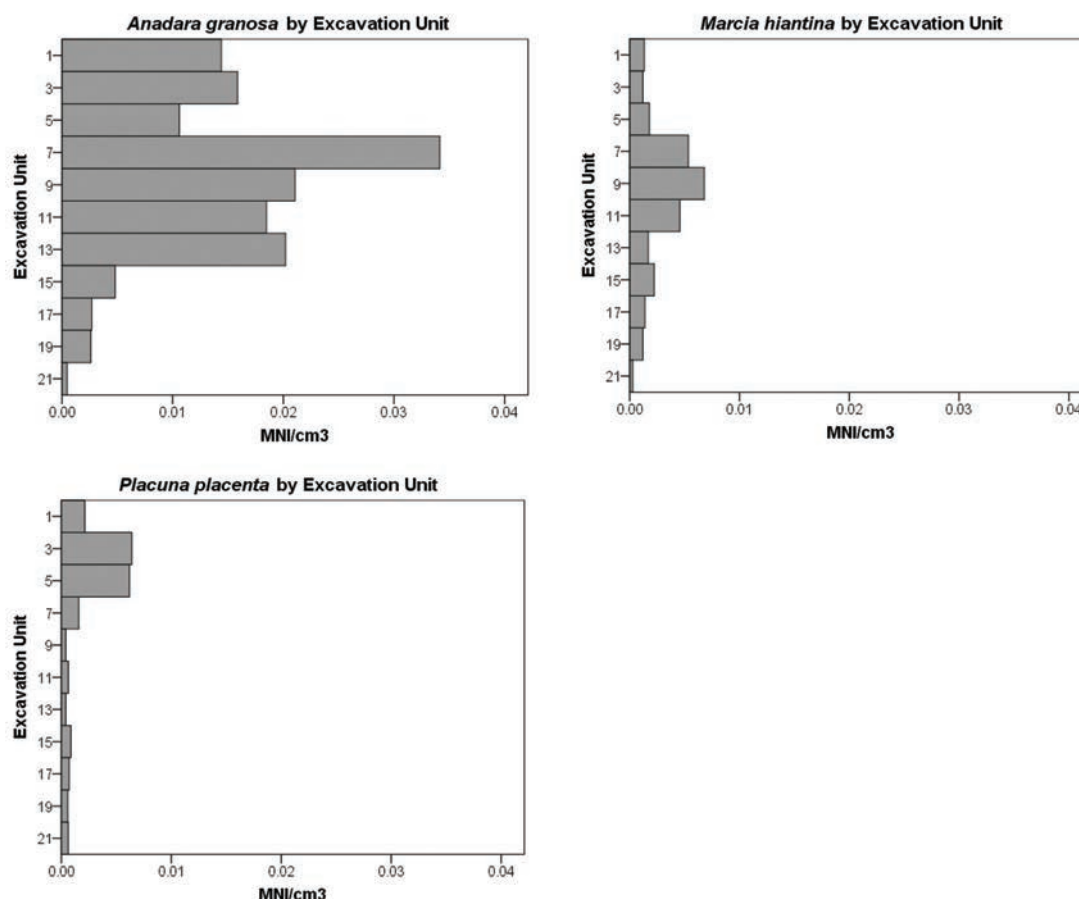 Anadara granosa by Excavation Unit
Excavation Unit
1
3
5
7
9
11
13
15
17
19
21
0.00 0.01 0.02 0.03 0.04
MNI/cm3
Marcia hiantina by Excavation Unit
Excavation Unit
1
3
5
7
9
11
13
15
17
19
21
0.00 0.01 0.02 0.03 0.04
MNI/cm3
Placuna placenta by Excavation Unit
Excavation Unit
1
3
5
7
9
11
13
15
17
19
21
0.00 0.01 0.02 0.03 0.04
MNI/cm3